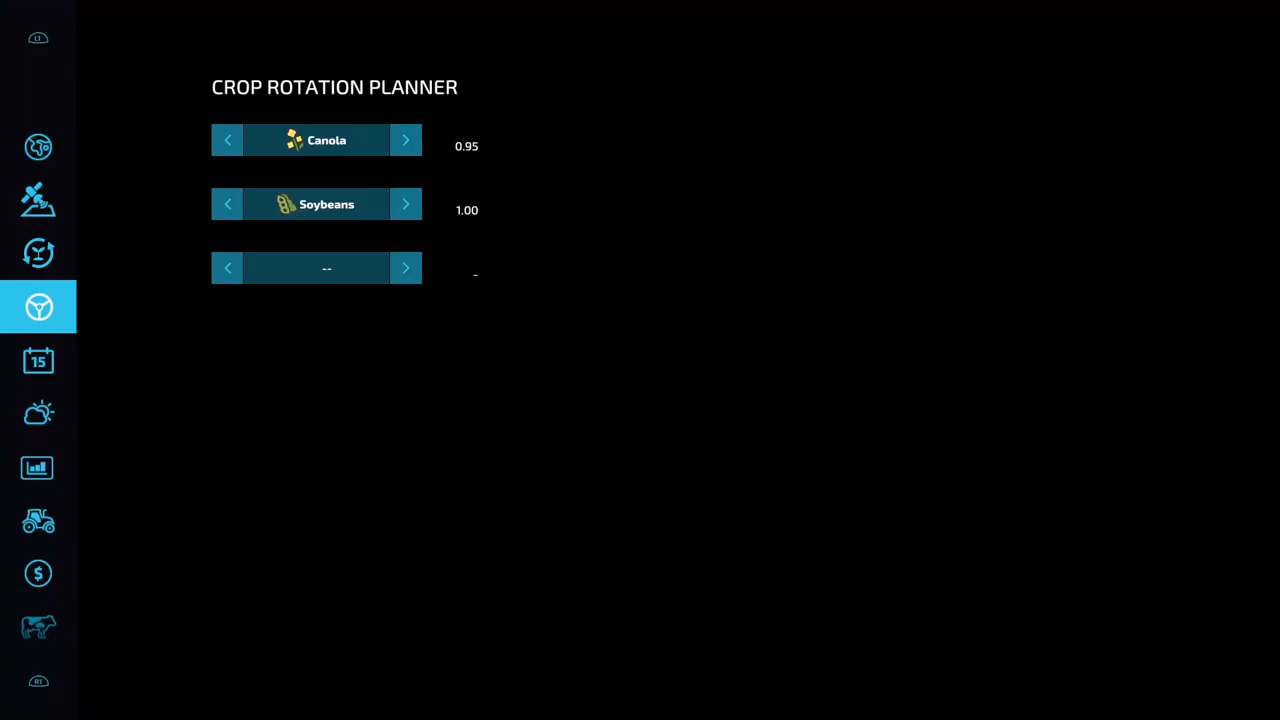 L1
CROP ROTATION PLANNER
Canola
0.95
Soybeans
1.00
--
-
15
$
R1